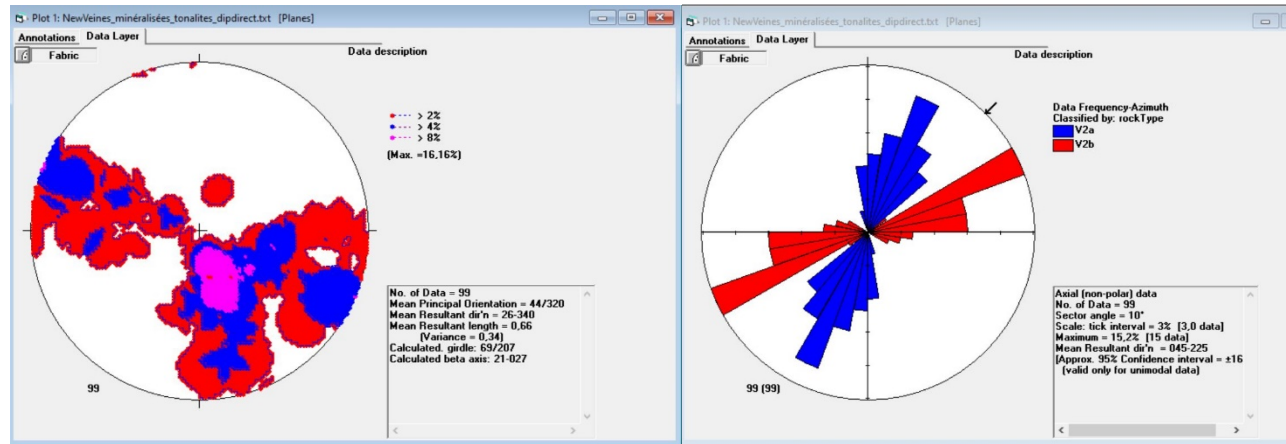 Plot 1: NewVeines_minéralisées_tonalites_dipdirect.txt [Planes]
Annotations Data Layer
Fabric
Data description
> 2%
> 4%
> 8%
(Max. =16,16%)
No. of Data = 99
Mean Principal Orientation = 44/320
Mean Resultant dir'n = 26-340
Mean Resultant length = 0,66
(Variance = 0,34)
Calculated. girdle: 69/207
Calculated beta axis: 21-027
99
Plot 1: NewVeines_minéralisées_tonalites_dipdirect.txt [Planes]
Annotations Data Layer
Fabric
Data description
Data Frequency-Azimuth
Classified by: rockType
V2a
V2b
Axial (non-polar) data
No. of Data = 99
Sector angle = 10°
Scale: tick interval = 3% [3,0 data]
Maximum = 15,2% [15 data]
Mean Resultant dir'n = 045-225
[Approx. 95% Confidence interval = ±16
(valid only for unimodal data)
99 (99)